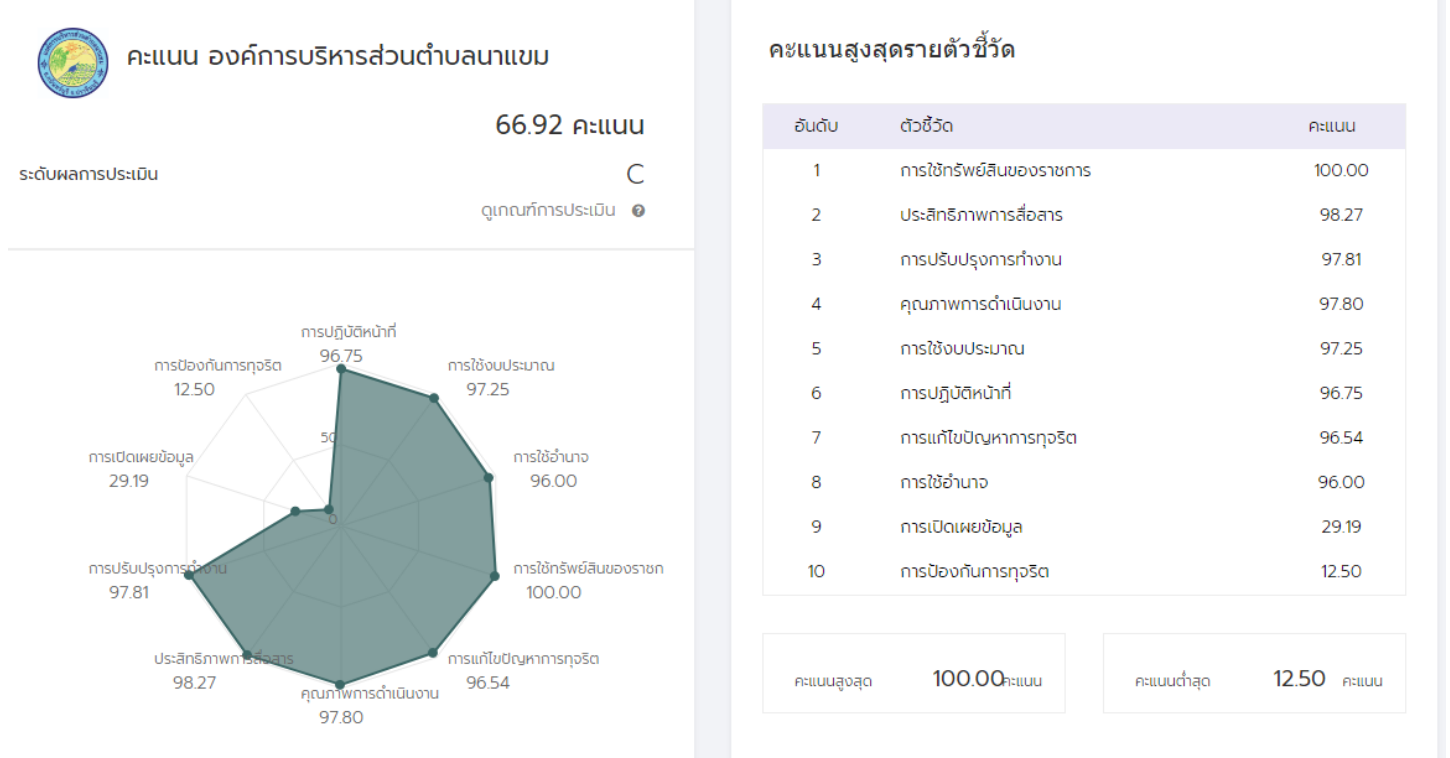 คะแนน องค์การบริหารส่วนตำบลนาแขม
66.92 คะแนน
ระดับผลการประเมิน C
ดูเกณฑ์การประเมิน
การปฏิบัติหน้าที่
96.75
การใช้งบประมาณ
97.25
การใช้อำนาจ
96.00
การใช้ทรัพย์สินของราชก
100.00
การแก้ไขปัญหาการทุจริต
96.54
คุณภาพการดำเนินงาน
97.80
ประสิทธิภาพการสื่อสาร
98.27
การปรับปรุงการทำงาน
97.81
การเปิดเผยข้อมูล
29.19
การป้องกันการทุจริต
12.50
50
0
คะแนนสูงสุดรายตัวชี้วัด
อันดับ ตัวชี้วัด คะแนน
1 การใช้ทรัพย์สินของราชการ 100.00
2 ประสิทธิภาพการสื่อสาร 98.27
3 การปรับปรุงการทำงาน 97.81
4 คุณภาพการดำเนินงาน 97.80
5 การใช้งบประมาณ 97.25
6 การปฏิบัติหน้าที่ 96.75
7 การแก้ไขปัญหาการทุจริต 96.54
8 การใช้อำนาจ 96.00
9 การเปิดเผยข้อมูล 29.19
10 การป้องกันการทุจริต 12.50
คะแนนสูงสุด 100.00 คะแนน
คะแนนต่ำสุด 12.50 คะแนน